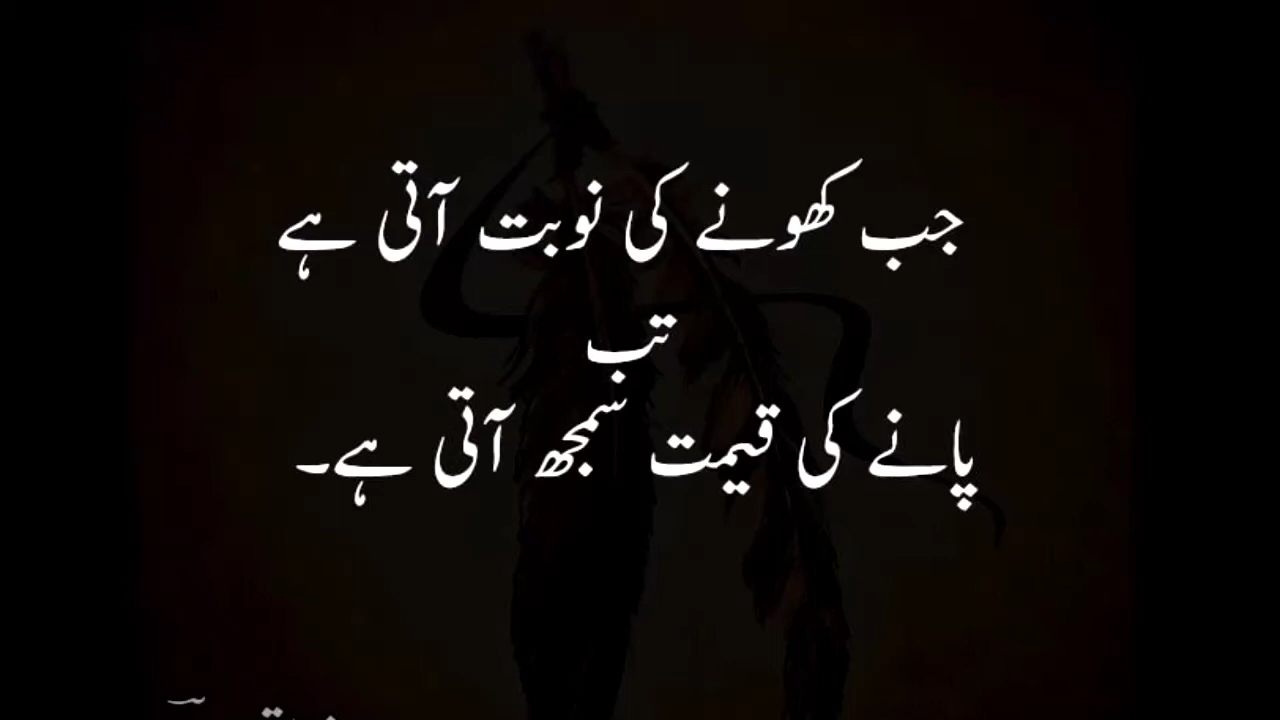 جب کھونے کی نوبت آتی ہے
تب
پانے کی قیمت سمجھ آتی ہے۔